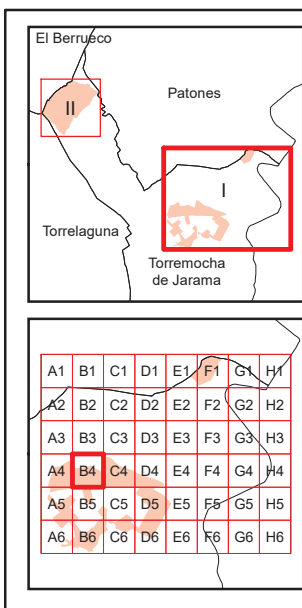 El Berrueco
II
Patones
I
Torrelaguna
Torremocha
de Jarama
A1 B1 C1 D1 E1 F1 G1 H1
A2 B2 C2 D2 E2 F2 G2 H2
A3 B3 C3 D3 E3 F3 G3 H3
A4 B4 C4 D4 E4 F4 G4 H4
A5 B5 C5 D5 E5 F5 G5 H5
A6 B6 C6 D6 E6 F6 G6 H6